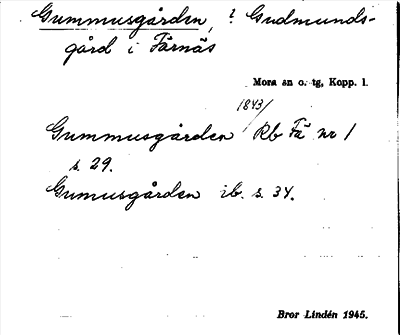 Gummusgården, ? Gudmunds-
gård i Färnäs
Mora sn o. tg, Kopp. l.
1843/
Gummusgården Rb Fä nr 1
s. 29.
Gumusgården ib. s. 34.
Bror Lindén 1945.